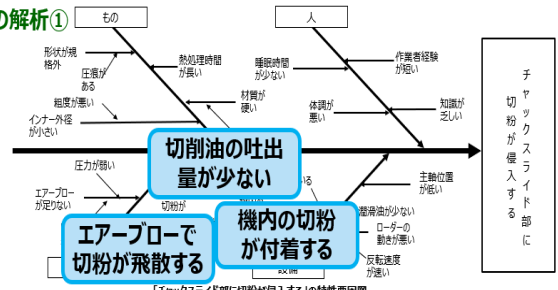 の解析①
もの
人
形状が規
格外
圧痕が
ある
粗度が悪い
インナー外径
が小さい
熱処理時間
が長い
材質が
硬い
睡眠時間
が少ない
体調が
悪い
作業者経験
が短い
知識が
乏しい
チャックスライド部に
切粉が侵入する
切削油の吐出
量が少ない
圧力が弱い
エアーブロー
が足りない
切粉が
エアーブローで
切粉が飛散する
機内の切粉
が付着する
いる
主軸位置
が低い
潤滑油が少ない
ローダーの
動きが悪い
反転速度
が速い
設備
「チャックスライド部に切粉が侵入する」の特性要因図